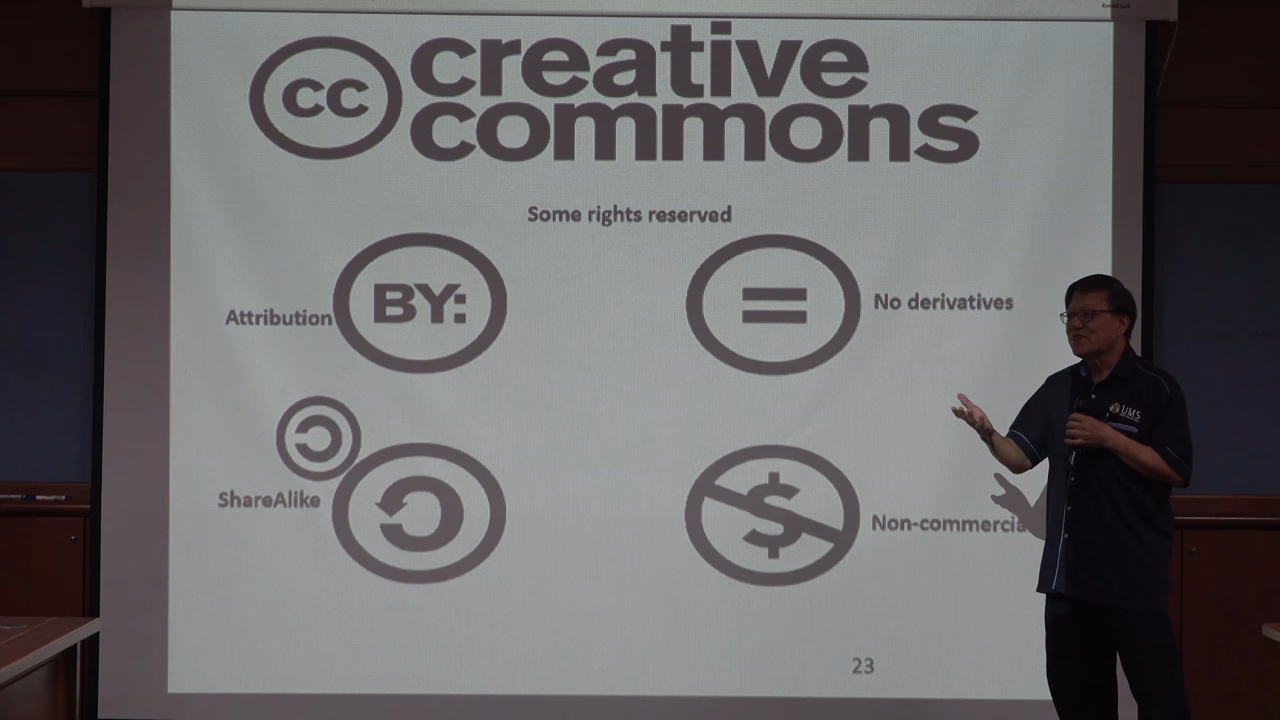 cc creative
commons
Some rights reserved
Attribution
BY:
=
No derivatives
ShareAlike
$
Non-commercia
UMS
23